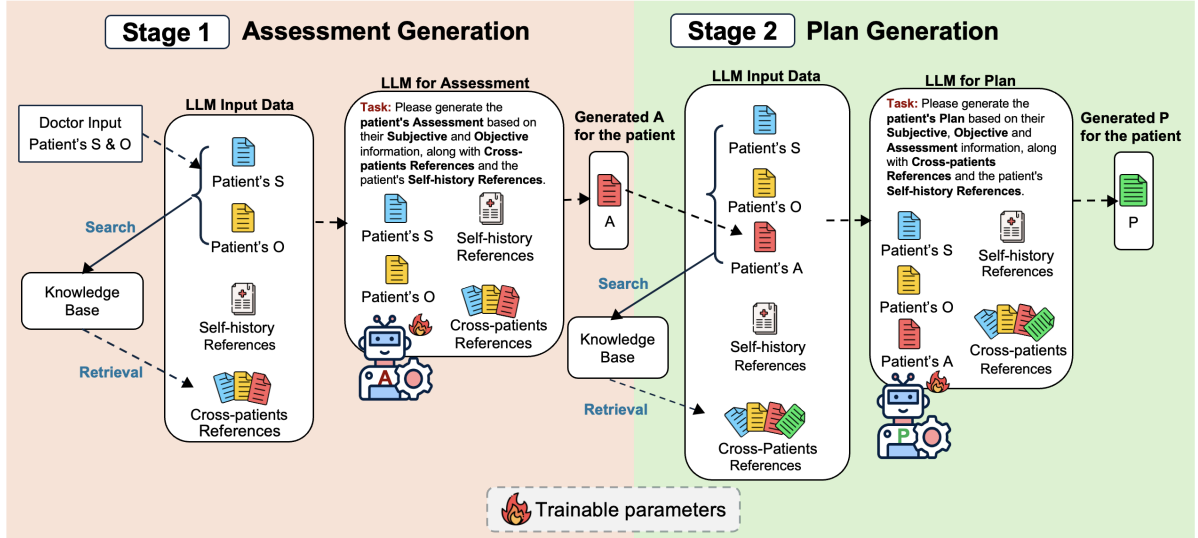 Stage 1 Assessment Generation
Doctor Input
Patient's S & O
LLM Input Data
Patient's S
Patient's O
Search
Knowledge
Base
Self-history
References
Retrieval
Cross-patients
References
LLM for Assessment
Task: Please generate the
patient's Assessment based on
their Subjective and Objective
information, along with Cross-
patients References and the
patient's Self-history References.
Patient's S
Self-history
References
Patient's O
Cross-patients
References
A
Generated A
for the patient
A
Stage 2 Plan Generation
LLM Input Data
Patient's S
Patient's O
Patient's A
Search
Knowledge
Base
Self-history
References
Retrieval
Cross-Patients
References
LLM for Plan
Task: Please generate the
patient's Plan based on their
Subjective, Objective and
Assessment information, along
with Cross-patients
References and the patient's
Self-history References.
Patient's S
Self-history
References
Patient's O
Cross-patients
References
Patient's A
P
Generated P
for the patient
P
Trainable parameters